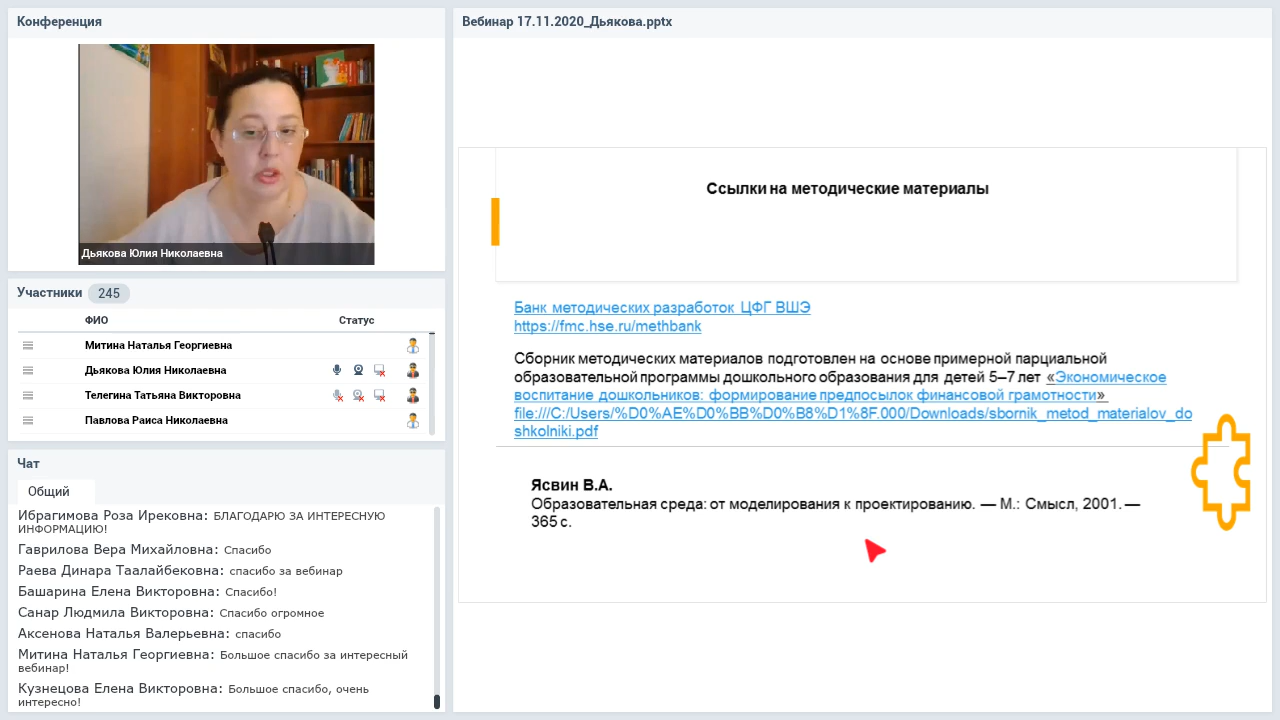 Конференция
Дьякова Юлия Николаевна
Участники 245
ФИО Статус
Митина Наталья Георгиевна
Дьякова Юлия Николаевна
Телегина Татьяна Викторовна
Павлова Раиса Николаевна
Чат
Общий
Ибрагимова Роза Ирековна: БЛАГОДАРЮ ЗА ИНТЕРЕСНУЮ
ИНФОРМАЦИЮ!
Гаврилова Вера Михайловна: Спасибо
Раева Динара Таалайбековна: спасибо за вебинар
Башарина Елена Викторовна: Спасибо!
Санар Людмила Викторовна: Спасибо огромное
Аксенова Наталья Валерьевна: спасибо
Митина Наталья Георгиевна: Большое спасибо за интересный
вебинар!
Кузнецова Елена Викторовна: Большое спасибо, очень
интересно!
Вебинар 17.11.2020_Дьякова.pptx
Ссылки на методические материалы
Банк методических разработок ЦФГ ВШЭ
https://fmc.hse.ru/methbank
Сборник методических материалов подготовлен на основе примерной парциальной
образовательной программы дошкольного образования для детей 5–7 лет «Экономическое
воспитание дошкольников: формирование предпосылок финансовой грамотности»
file:///C:/Users/%D0%AE%D0%BB%D0%B8%D1%8F.000/Downloads/sbornik_metod_materialov_do
shkolniki.pdf
Ясвин В.А.
Образовательная среда: от моделирования к проектированию. — М.: Смысл, 2001. —
365 с.